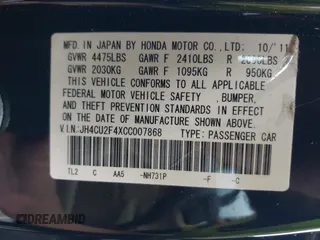 MFD. IN JAPAN BY HONDA MOTOR CO., LTD: 10/11
GVWR 4475LBS GAWR F 2410LBS R LBS
GVWR 2030KG GAWR F 1095KG R 950KG
THIS VEHICLE CONFORMS TO ALL APPLICABLE
FEDERAL MOTOR VEHICLE SAFETY, BUMPER,
AND THEFT PREVENTION STANDARDS IN EFFECT
ON THE DATE OF MANUFACTURE SHOWN ABOVE.
V.I.N.:JH4CU2F4XCC007868 TYPE: PASSENGER CAR
TL2 C AA5 -NH731P -F -C
DREAMBID